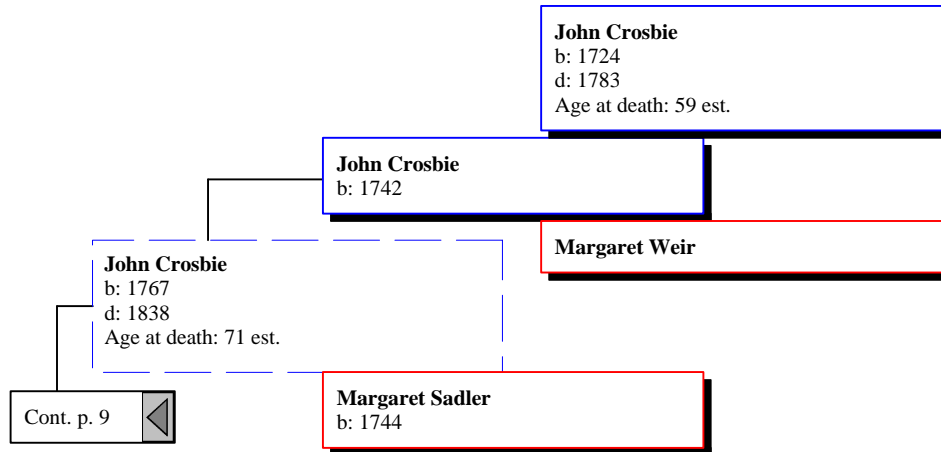 John Crosbie
b: 1724
d: 1783
Age at death: 59 est.
John Crosbie
b: 1742
Margaret Weir
John Crosbie
b: 1767
d: 1838
Age at death: 71 est.
Margaret Sadler
b: 1744
Cont. p. 9